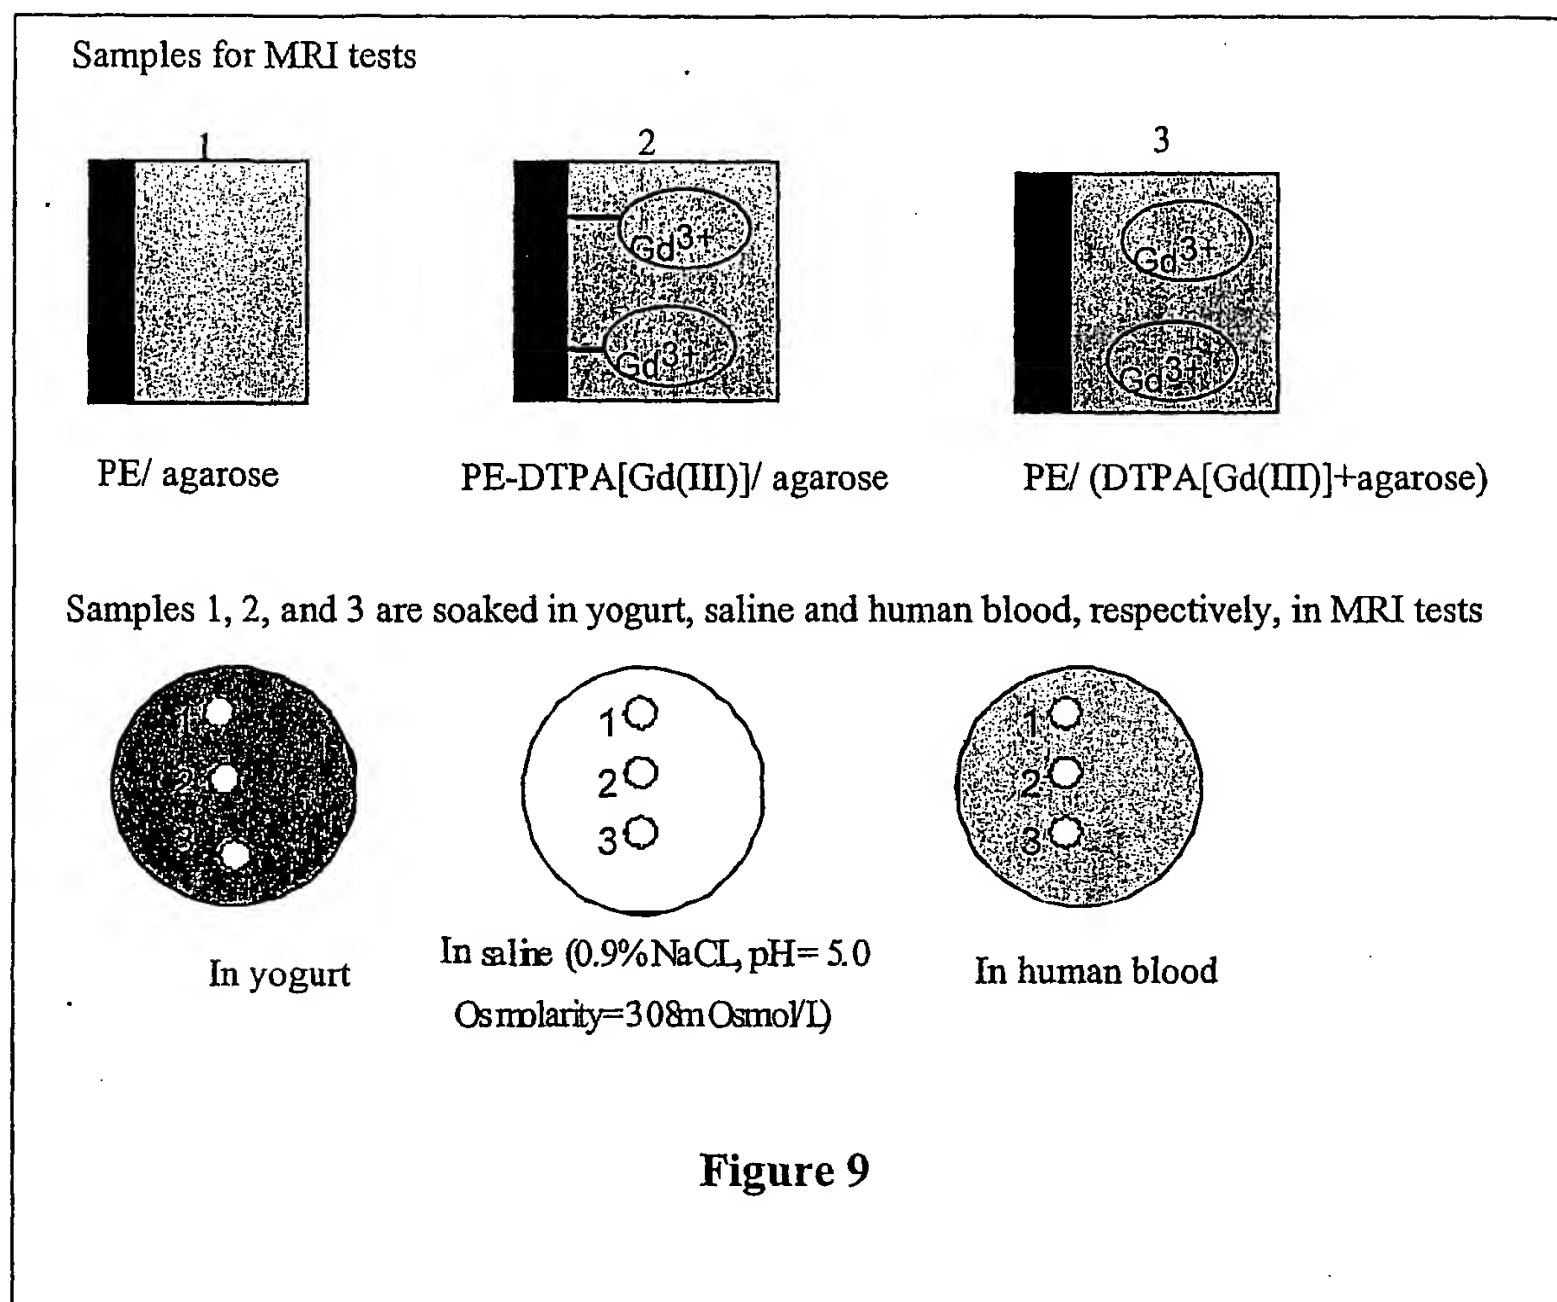 Samples for MRI tests
1
2
3
Gd3+
Gd3+
Gd3+
Gd3+
PE/ agarose
PE-DTPA[Gd(III)]/ agarose
PE/ (DTPA[Gd(III)]+agarose)
Samples 1, 2, and 3 are soaked in yogurt, saline and human blood, respectively, in MRI tests
1
2
3
1
2
3
1
2
3
In yogurt
In saline (0.9%NaCL, pH= 5.0
Osmolarity=308mOsmol/L)
In human blood
Figure 9